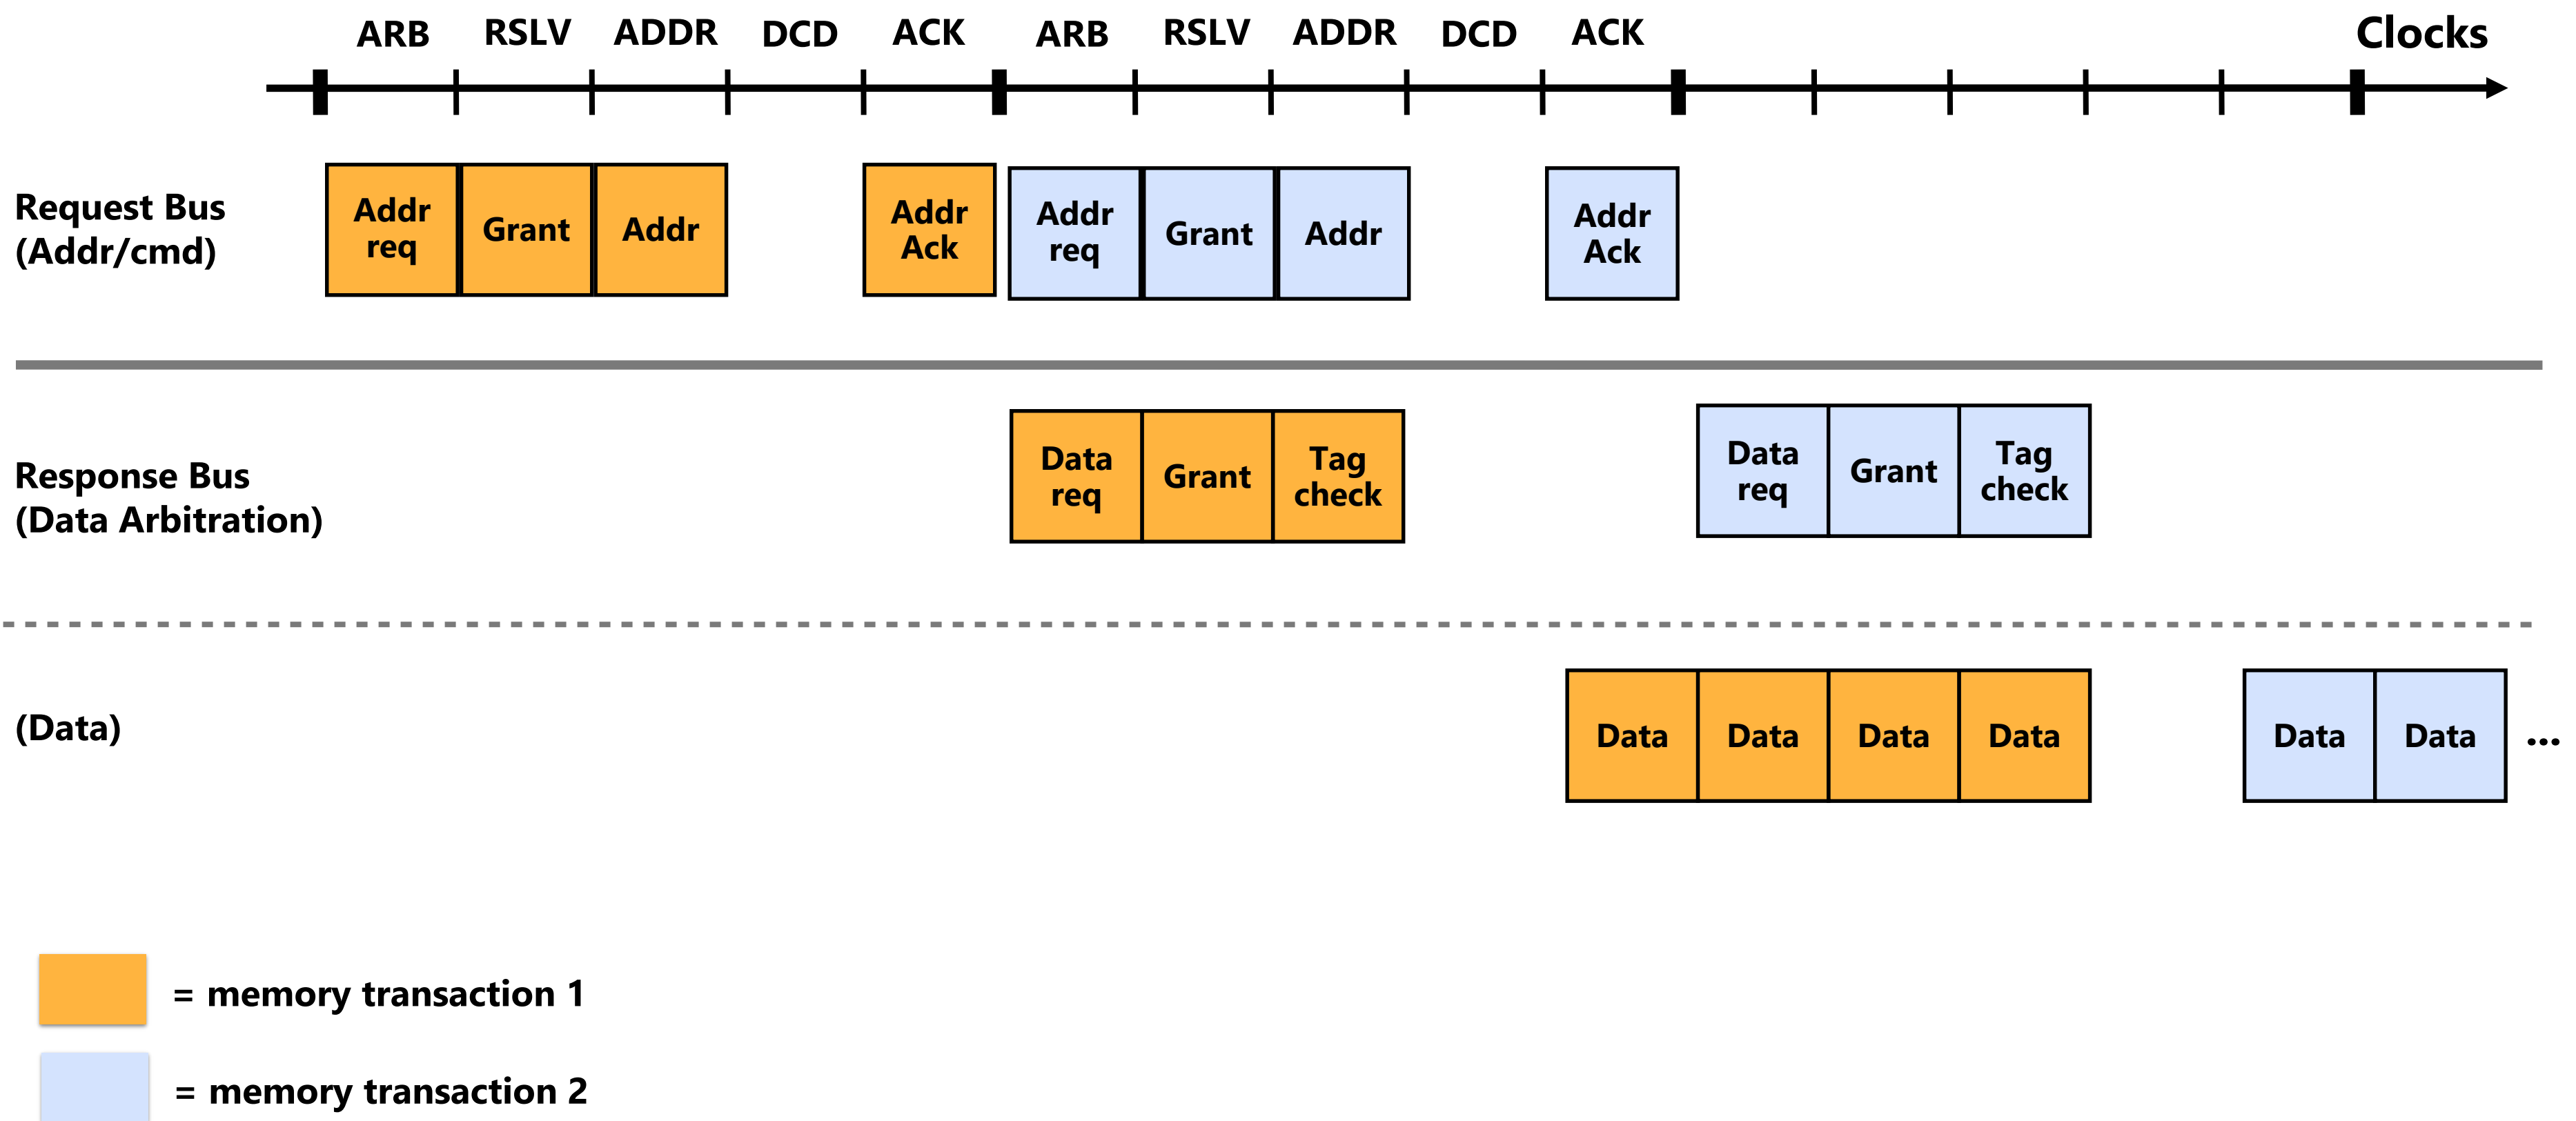 ARB RSLV ADDR DCD ACK ARB RSLV ADDR DCD ACK Clocks
Request Bus
(Addr/cmd)
Addr
req
Grant
Addr
Addr
Ack
Addr
req
Grant
Addr
Addr
Ack
Response Bus
(Data Arbitration)
Data
req
Grant
Tag
check
Data
req
Grant
Tag
check
(Data)
Data Data Data Data Data Data ...
= memory transaction 1
= memory transaction 2